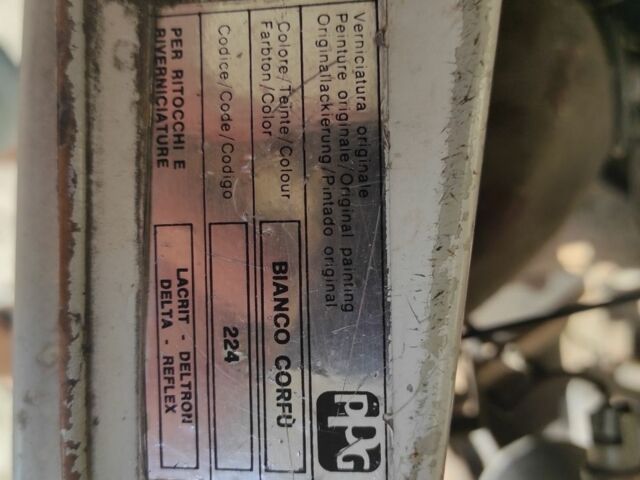 Verniciatura originale
Peinture originale/Original painting
Originallackierung/Pintado original
PPG
Colore/Teinte/Colour
Farbton/Color
BIANCO CORFÙ
Codice/Code/Codigo
224
PER RITOCCHI E
RIVERNICIATURE
LACRIT - DELTRON
DELTA - REFLEX